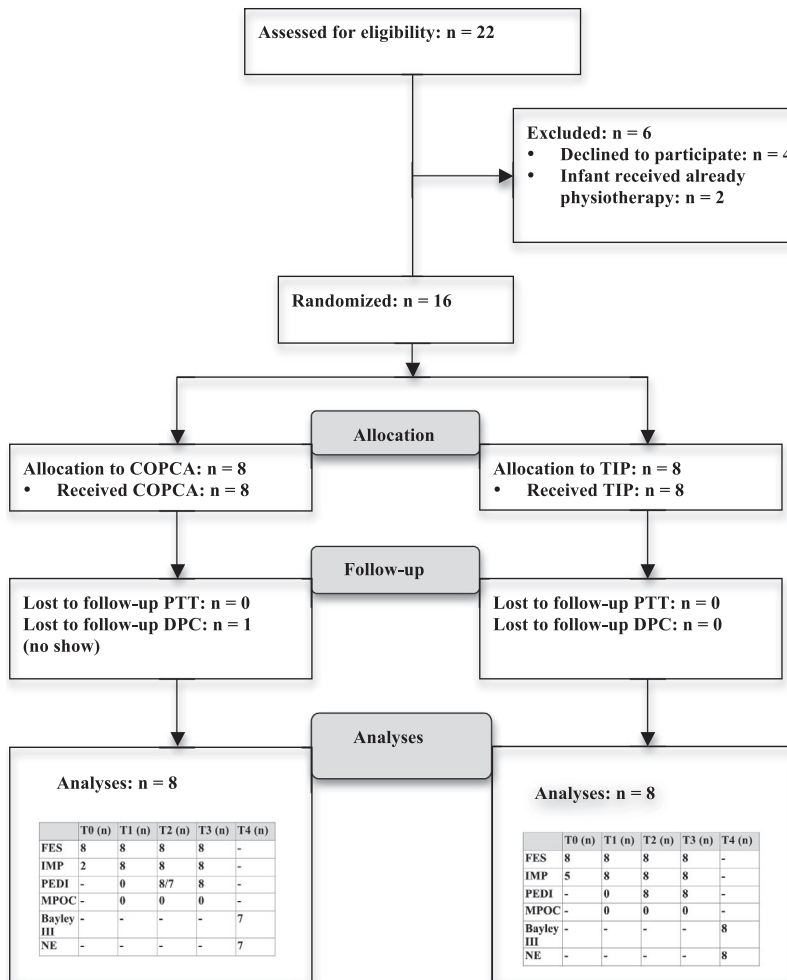 Assessed for eligibility: n = 22
Excluded: n = 6
• Declined to participate: n = 4
• Infant received already
physiotherapy: n = 2
Randomized: n = 16
Allocation
Allocation to COPCA: n = 8
• Received COPCA: n = 8
Allocation to TIP: n = 8
• Received TIP: n = 8
Follow-up
Lost to follow-up PTT: n = 0
Lost to follow-up DPC: n = 1
(no show)
Lost to follow-up PTT: n = 0
Lost to follow-up DPC: n = 0
Analyses
Analyses: n = 8
T0 (n) T1 (n) T2 (n) T3 (n) T4 (n)
FES 8 8 8 8 -
IMP 2 8 8 8 -
PEDI - 0 8/7 8 -
MPOC - 0 0 0 -
Bayley - - - - 7
III
NE - - - - 7
Analyses: n = 8
T0 (n) T1 (n) T2 (n) T3 (n) T4 (n)
FES 8 8 8 8 -
IMP 5 8 8 8 -
PEDI - 0 8 8 -
MPOC - 0 0 0 -
Bayley - - - - 8
III
NE - - - - 8